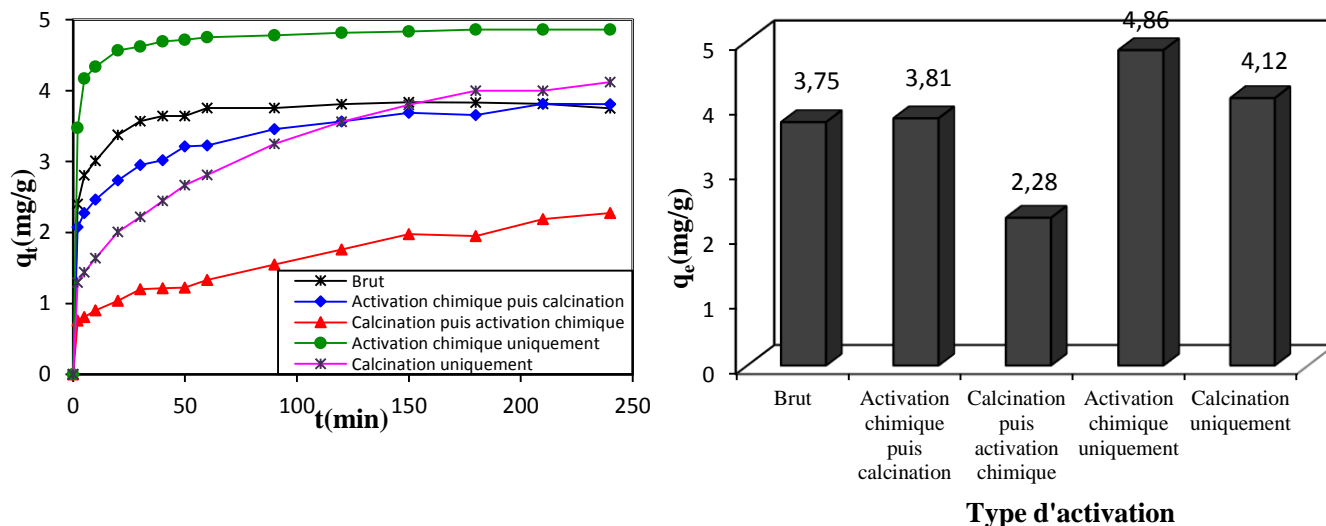 5
4
3
2
1
0
q_t(mg/g)
Brut
Activation chimique puis calcination
Calcination puis activation chimique
Activation chimique uniquement
Calcination uniquement
0 50 100 150 200 250
t(min)
5
4
3
2
1
0
q_e(mg/g)
3,75
3,81
2,28
4,86
4,12
Brut
Activation
chimique
puis
calcination
Calcination
puis
activation
chimique
Activation
chimique
uniquement
Calcination
uniquement
Type d'activation